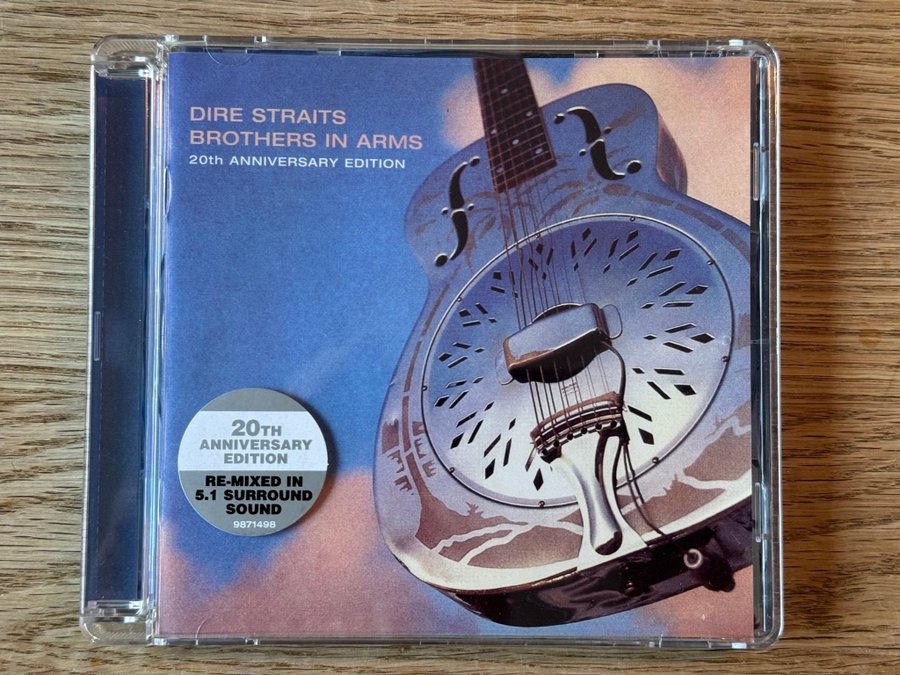 DIRE STRAITS
BROTHERS IN ARMS
20th ANNIVERSARY EDITION
20TH
ANNIVERSARY
EDITION
RE-MIXED IN
5.1 SURROUND
SOUND
9871498